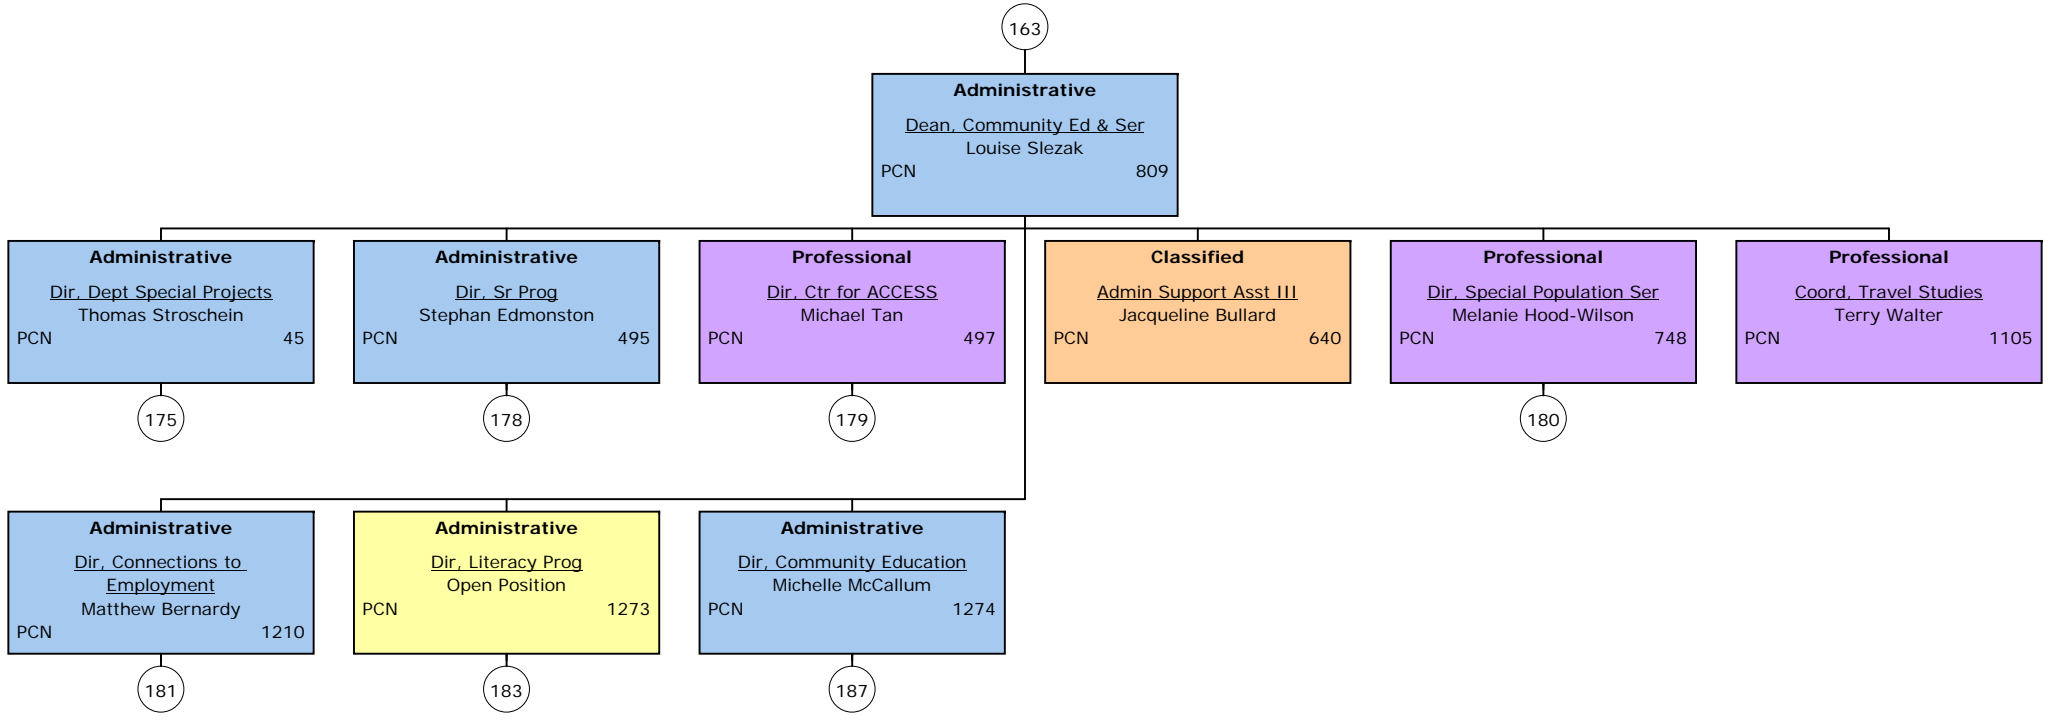 163
Administrative
Dean, Community Ed & Ser
Louise Slezak
PCN 809
Administrative
Dir, Dept Special Projects
Thomas Stroschein
PCN 45
175
Administrative
Dir, Sr Prog
Stephan Edmonston
PCN 495
178
Professional
Dir, Ctr for ACCESS
Michael Tan
PCN 497
179
Classified
Admin Support Asst III
Jacqueline Bullard
PCN 640
Professional
Dir, Special Population Ser
Melanie Hood-Wilson
PCN 748
180
Professional
Coord, Travel Studies
Terry Walter
PCN 1105
Administrative
Dir, Connections to
Employment
Matthew Bernardy
PCN 1210
181
Administrative
Dir, Literacy Prog
Open Position
PCN 1273
183
Administrative
Dir, Community Education
Michelle McCallum
PCN 1274
187